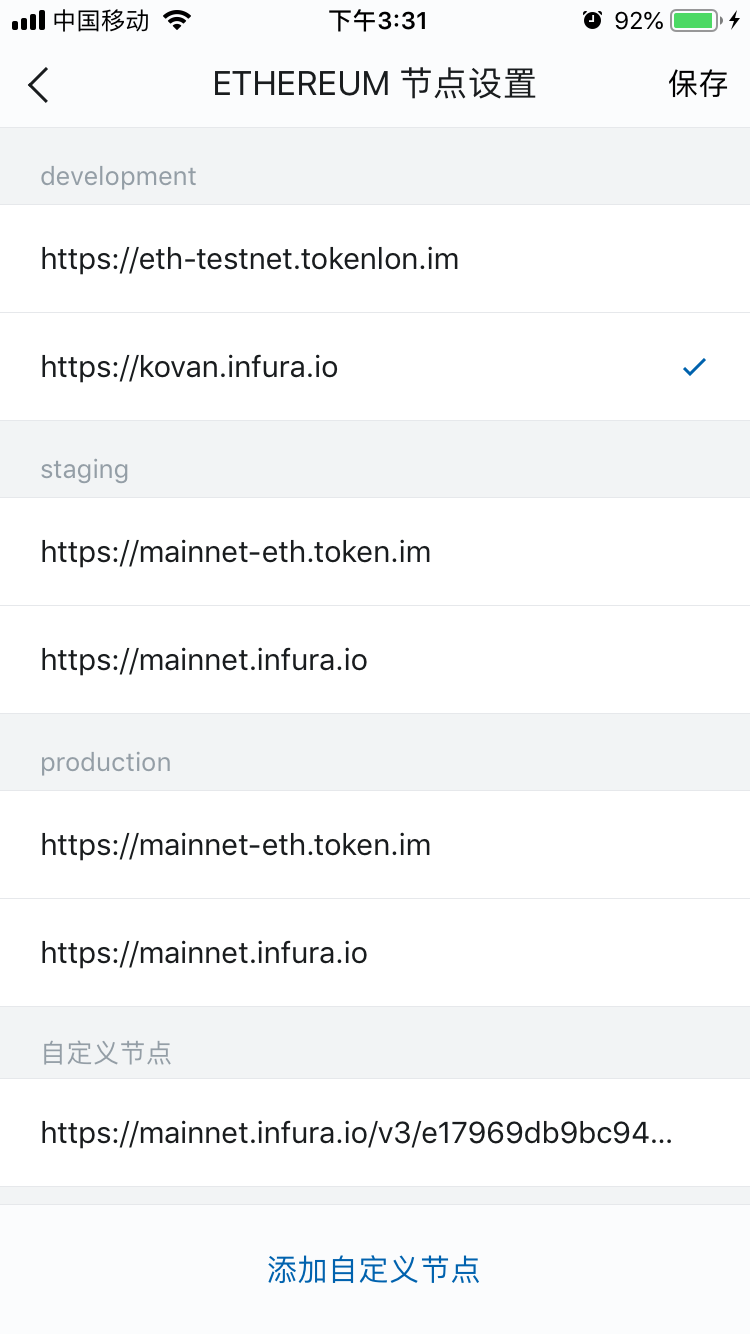 中国移动 下午3:31 92%
ETHEREUM 节点设置 保存
development
https://eth-testnet.tokenlon.im
https://kovan.infura.io
staging
https://mainnet-eth.token.im
https://mainnet.infura.io
production
https://mainnet-eth.token.im
https://mainnet.infura.io
自定义节点
https://mainnet.infura.io/v3/e17969db9bc94...
添加自定义节点